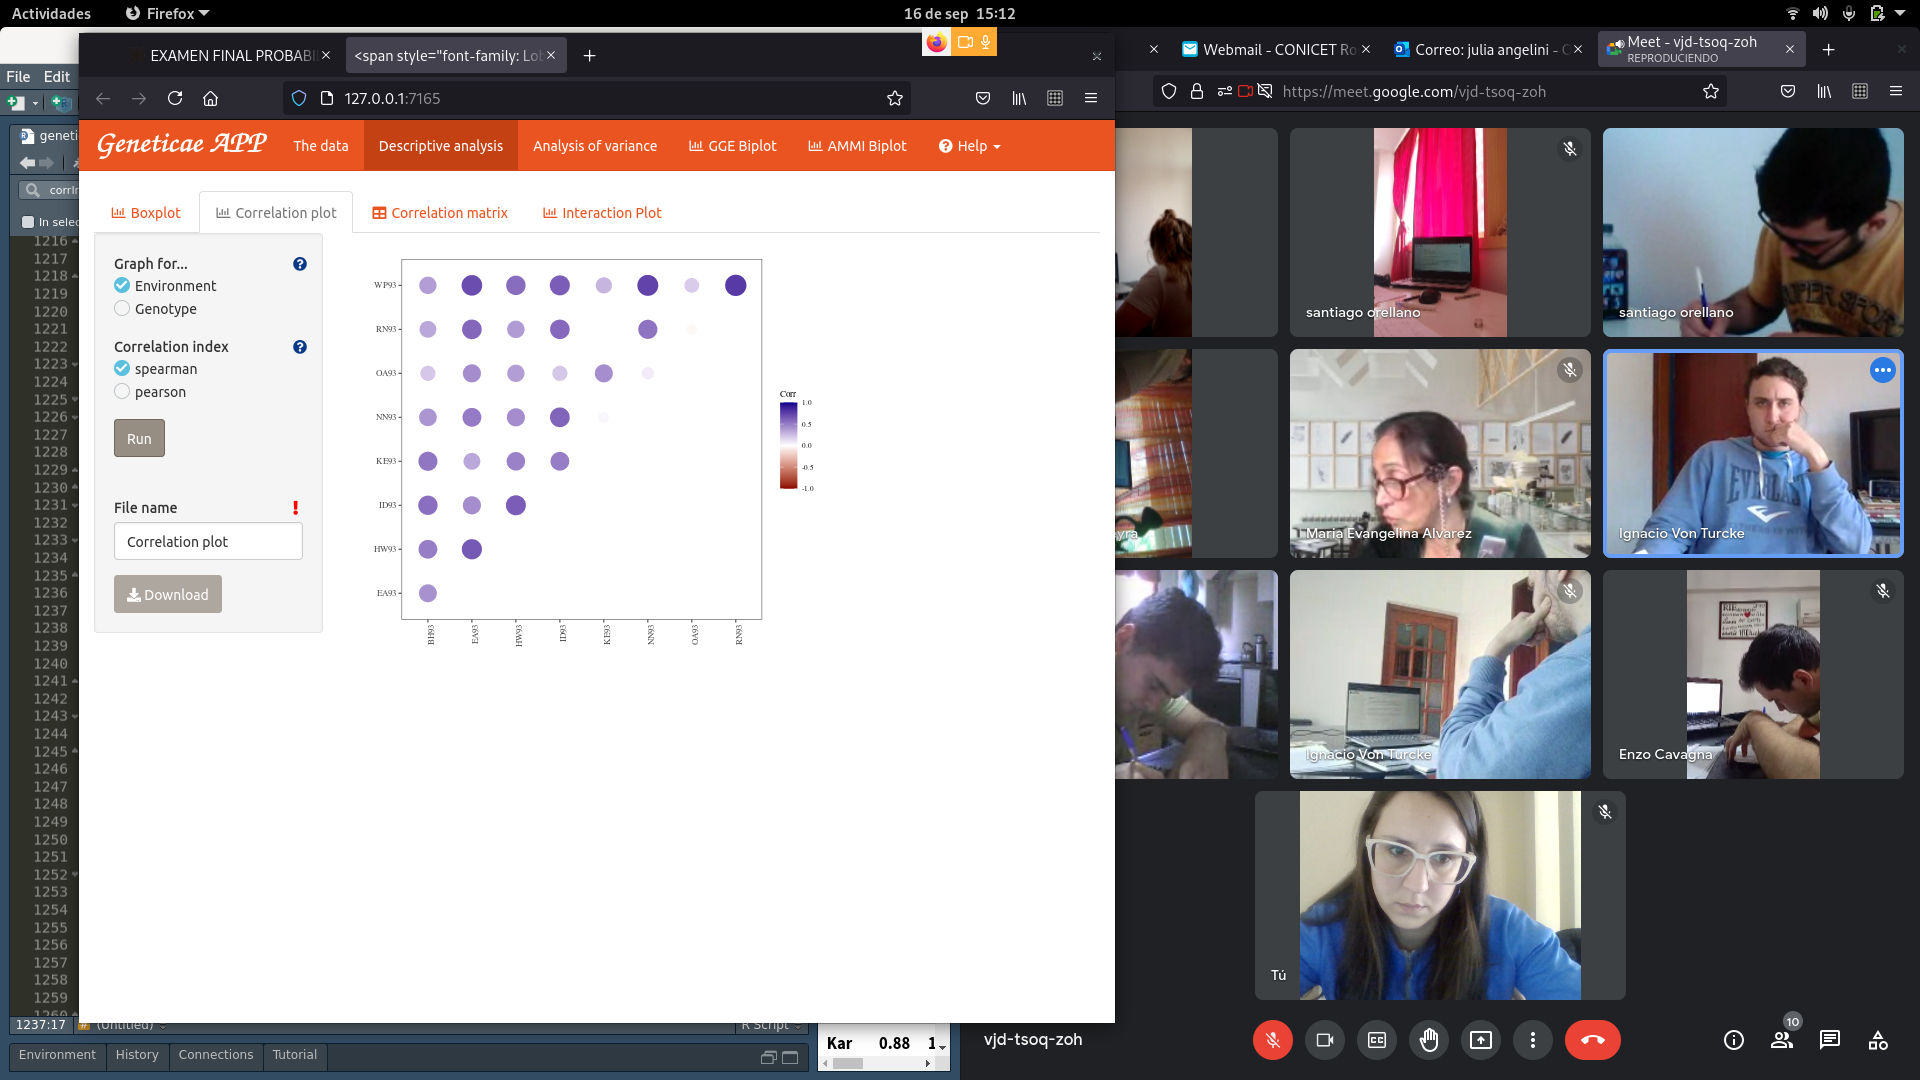 Actividades
Firefox
16 de sep 15:12
EXAMEN FINAL PROBABI
<span style="font-family: Lo
127.0.0.1:7165
Webmail - CONICET Ro
Correo: julia angelini - C
Meet - vjd-tsoq-zoh
REPRODUCIENDO
https://meet.google.com/vjd-tsoq-zoh
File Edit
geneti
In selec
Geneticae APP
The data
Descriptive analysis
Analysis of variance
GGE Biplot
AMMI Biplot
Help
Boxplot
Correlation plot
Correlation matrix
Interaction Plot
Graph for...
Environment
Genotype
Correlation index
spearman
pearson
Run
File name
Correlation plot
Download
WP93
RN93
OA93
NN93
KE93
ID93
HW93
EA93
BH93
EA93
HW93
ID93
KE93
NN93
OA93
RN93
Corr
1.0
0.5
0.0
-0.5
-1.0
1216
1217
1218
1219
1220
1221
1222
1223
1224
1225
1226
1227
1228
1229
1230
1231
1232
1233
1234
1235
1236
1237
1238
1239
1240
1241
1242
1243
1244
1245
1246
1247
1248
1249
1250
1251
1252
1253
1254
1255
1256
1257
1258
1259
1260
1237:17
(Untitled)
R Script
Environment
History
Connections
Tutorial
Kar 0.88 1
santiago orellano
santiago orellano
yra
Maria Evangelina Alvarez
Ignacio Von Turcke
Ignacio Von Turcke
Enzo Cavagna
Tú
vjd-tsoq-zoh
10